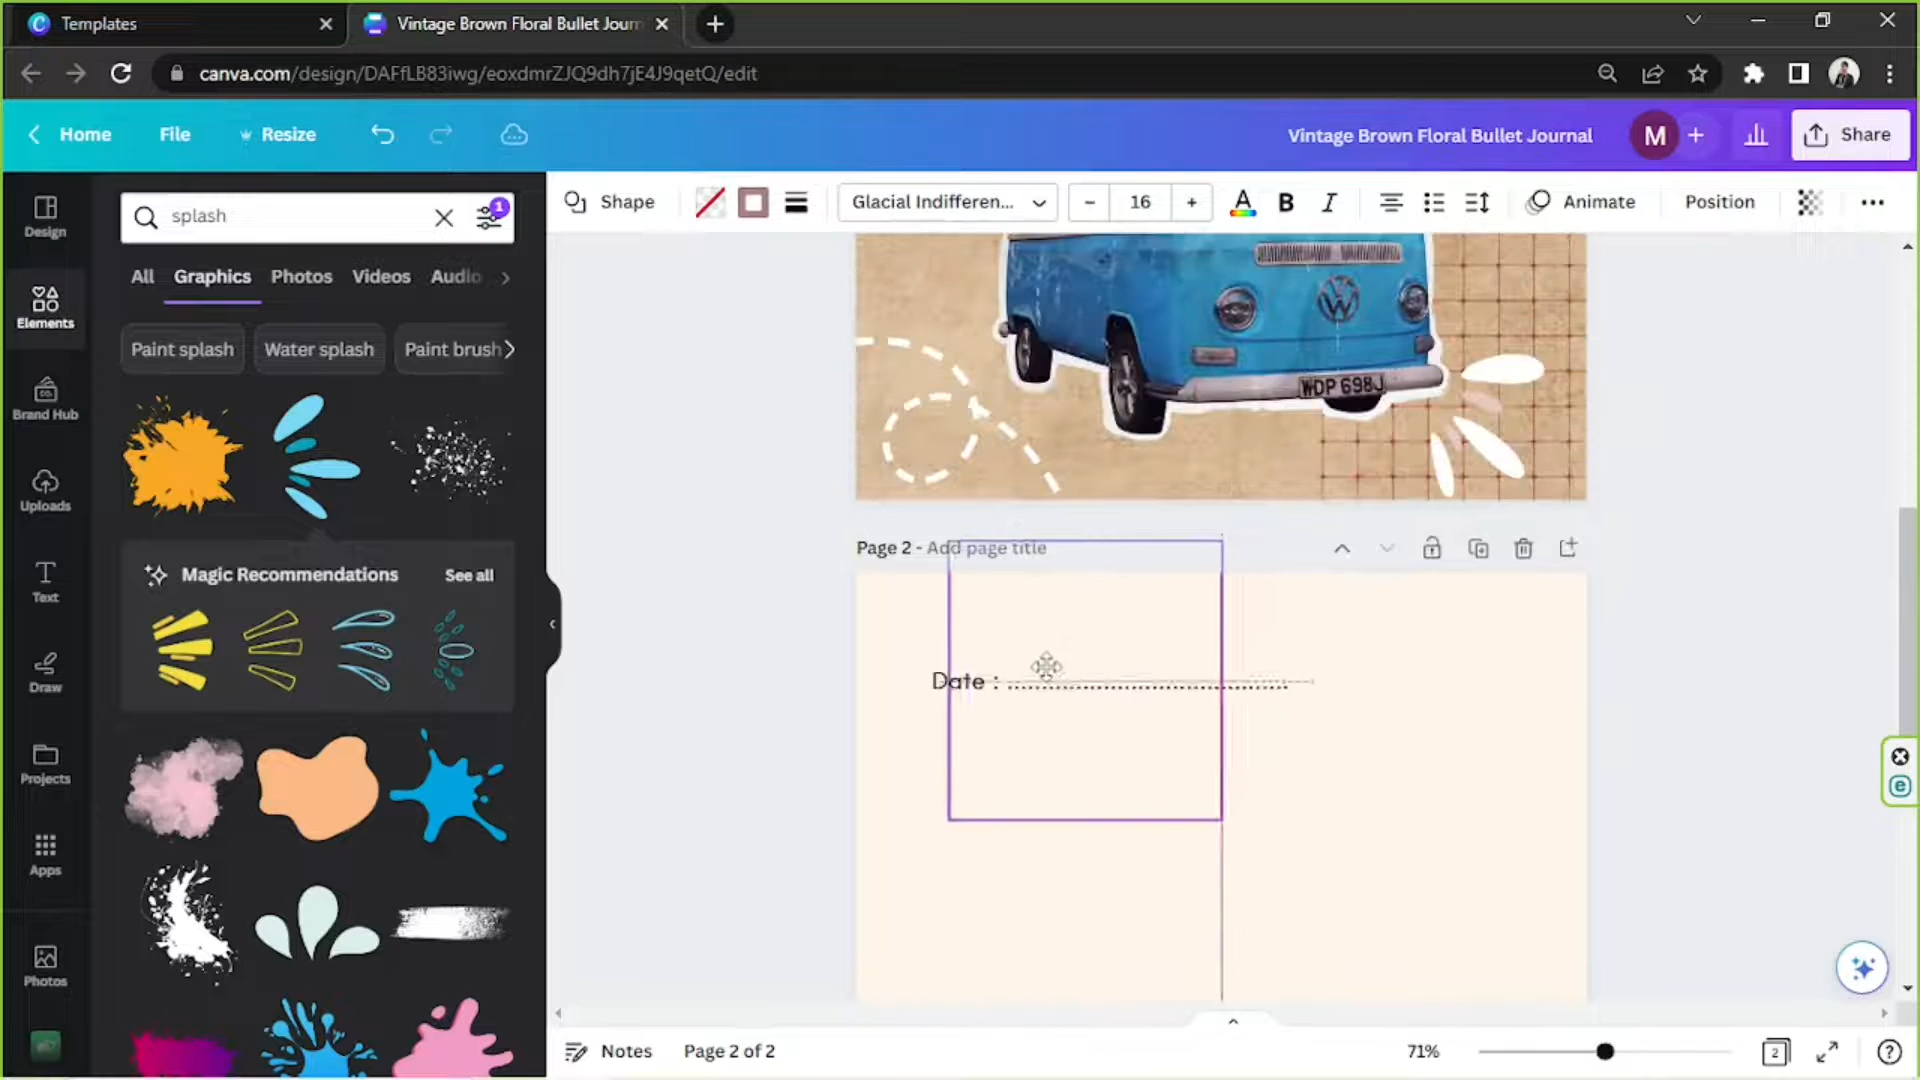 Templates
Vintage Brown Floral Bullet Journ
canva.com/design/DAFfLB83iwg/eoxdmrZJQ9dh7jE4J9qetQ/edit
Home
File
Resize
Vintage Brown Floral Bullet Journal
M
+
Share
splash
1
Shape
Glacial Indifferen...
–
16
+
A
B
I
Animate
Position
Design
Elements
Brand Hub
Uploads
Text
Draw
Projects
Apps
Photos
All
Graphics
Photos
Videos
Audio
Paint splash
Water splash
Paint brush
Magic Recommendations
See all
WDP 698J
Page 2 - Add page title
Date : ........................................................
Notes
Page 2 of 2
71%
2